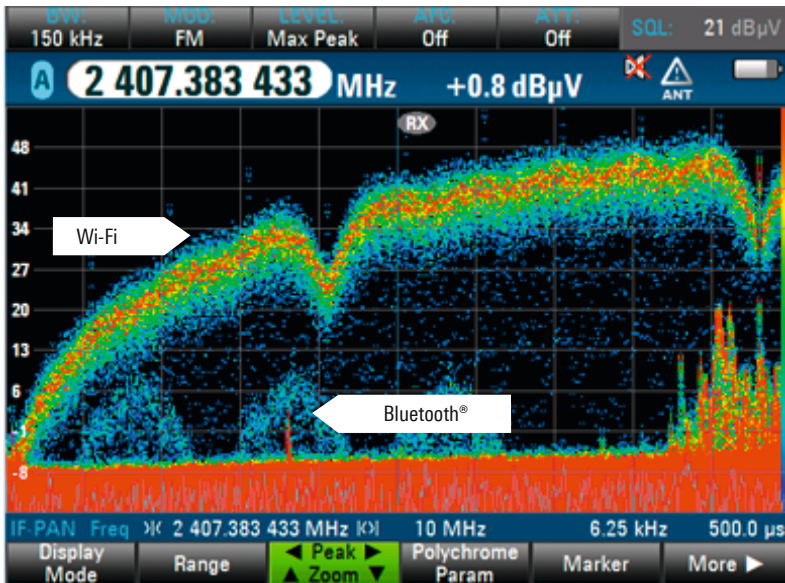 BW: MOD: LEVEL: AFC: ATT: SQL: 21 dBµV
150 kHz FM Max Peak Off Off
A 2 407.383 433 MHz +0.8 dBµV ANT
RX
48
41
34
Wi-Fi
27
20
13
6
Bluetooth®
-1
-8
IF-PAN Freq 2 407.383 433 MHz 10 MHz 6.25 kHz 500.0 µs
Display Mode Range ◀ Peak ▶ ▲ Zoom ▼ Polychrome Param Marker More ▶